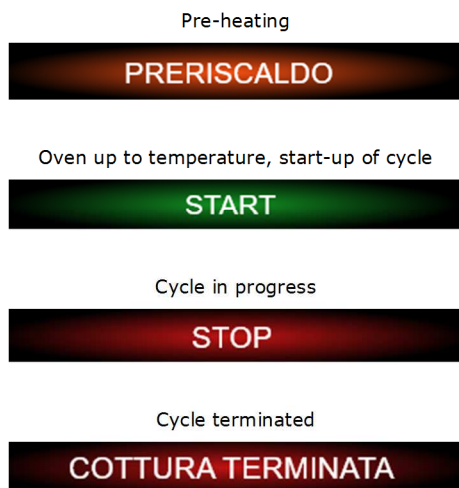 Pre-heating
PRERISCALDO
Oven up to temperature, start-up of cycle
START
Cycle in progress
STOP
Cycle terminated
COTTURA TERMINATA